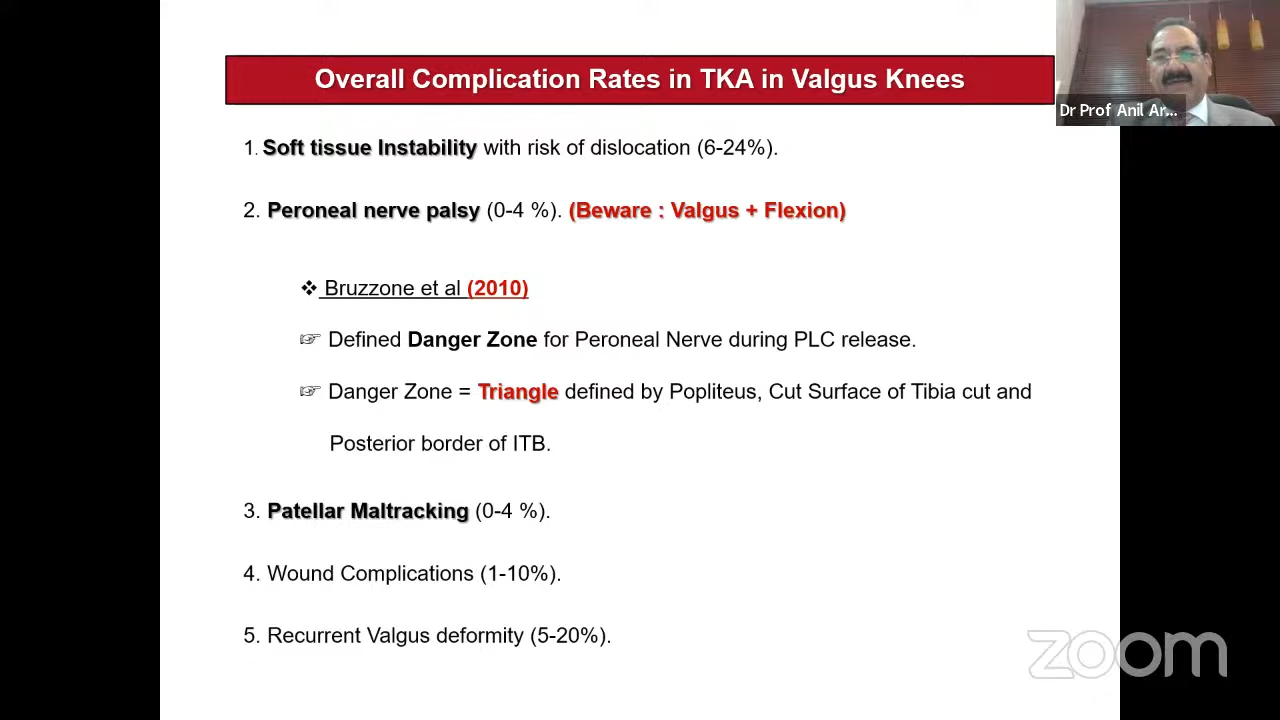 Overall Complication Rates in TKA in Valgus Knees
Dr Prof Anil Ar...
1. Soft tissue Instability with risk of dislocation (6-24%).
2. Peroneal nerve palsy (0-4 %). (Beware : Valgus + Flexion)
❖ Bruzzone et al (2010)
☞ Defined Danger Zone for Peroneal Nerve during PLC release.
☞ Danger Zone = Triangle defined by Popliteus, Cut Surface of Tibia cut and
Posterior border of ITB.
3. Patellar Maltracking (0-4 %).
4. Wound Complications (1-10%).
5. Recurrent Valgus deformity (5-20%).
zoom